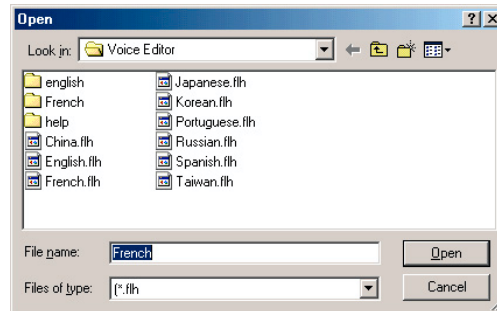 Open
Look in: Voice Editor
english
French
help
China.flh
English.flh
French.flh
Japanese.flh
Korean.flh
Portuguese.flh
Russian.flh
Spanish.flh
Taiwan.flh
File name: French Open
Files of type: (*.flh Cancel